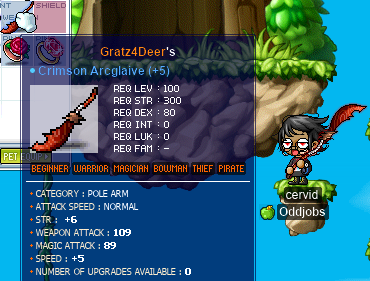 SHIELD
Gratz4Deer's
Crimson Arcglaive (+5)
REQ LEV : 100
REQ STR : 300
REQ DEX : 80
REQ INT : 0
REQ LUK : 0
REQ FAM : -
PET EQUIP
BEGINNER WARRIOR MAGICIAN BOWMAN THIEF PIRATE
CATEGORY : POLE ARM
ATTACK SPEED : NORMAL
STR : +6
WEAPON ATTACK : 109
MAGIC ATTACK : 89
SPEED : +5
NUMBER OF UPGRADES AVAILABLE : 0
cervid
Oddjobs